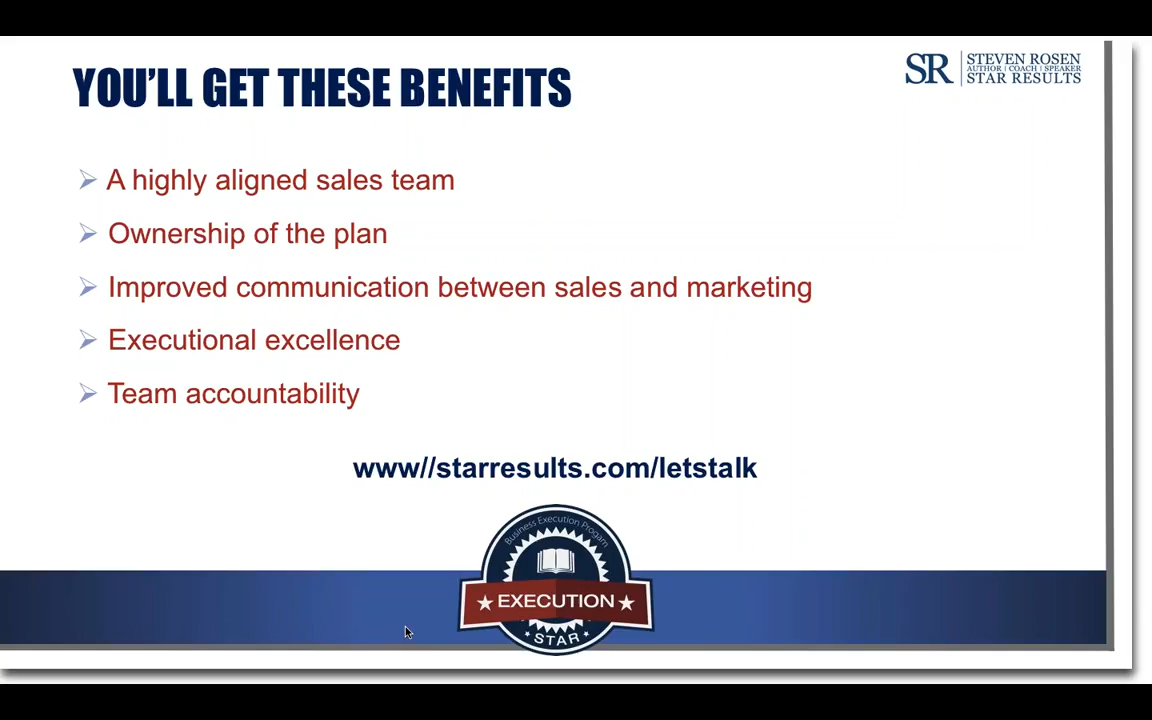 YOU'LL GET THESE BENEFITS
SR
STEVEN ROSEN
AUTHOR | COACH | SPEAKER
STAR RESULTS
A highly aligned sales team
Ownership of the plan
Improved communication between sales and marketing
Executional excellence
Team accountability
www//starresults.com/letstalk
Business Execution Progam
EXECUTION
STAR